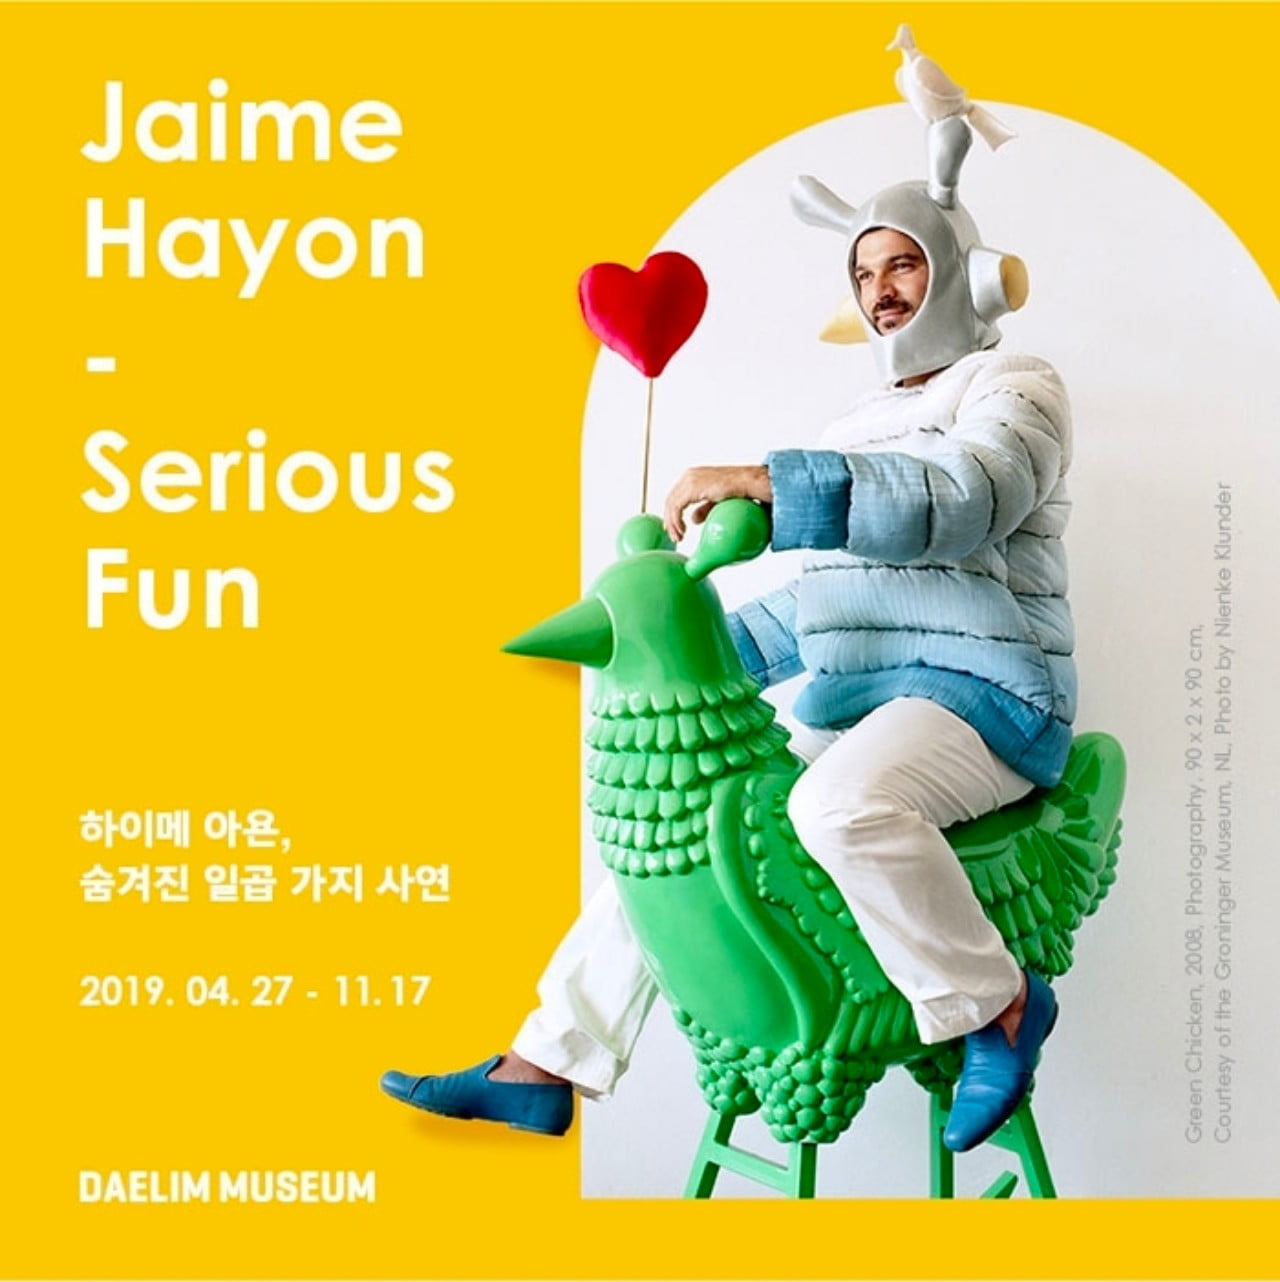 Jaime
Hayon
-
Serious
Fun
하이메 아욘,
숨겨진 일곱 가지 사연
2019. 04. 27 - 11. 17
DAELIM MUSEUM
Green Chicken, 2008, Photography, 90 x 2 x 90 cm,
Courtesy of the Groninger Museum, NL, Photo by Nienke Klunder